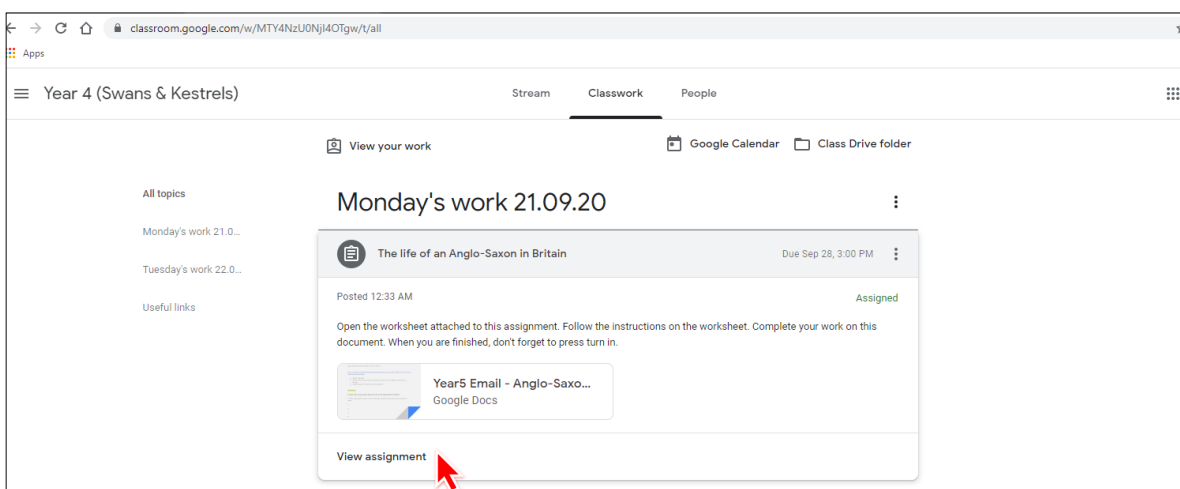 classroom.google.com/w/MTY4NzU0NjI4OTgw/t/all
Apps
Year 4 (Swans & Kestrels)
Stream
Classwork
People
View your work
Google Calendar
Class Drive folder
All topics
Monday's work 21.0...
Tuesday's work 22.0...
Useful links
Monday's work 21.09.20
The life of an Anglo-Saxon in Britain
Due Sep 28, 3:00 PM
Posted 12:33 AM
Assigned
Open the worksheet attached to this assignment. Follow the instructions on the worksheet. Complete your work on this
document. When you are finished, don't forget to press turn in.
Year5 Email - Anglo-Saxo...
Google Docs
View assignment